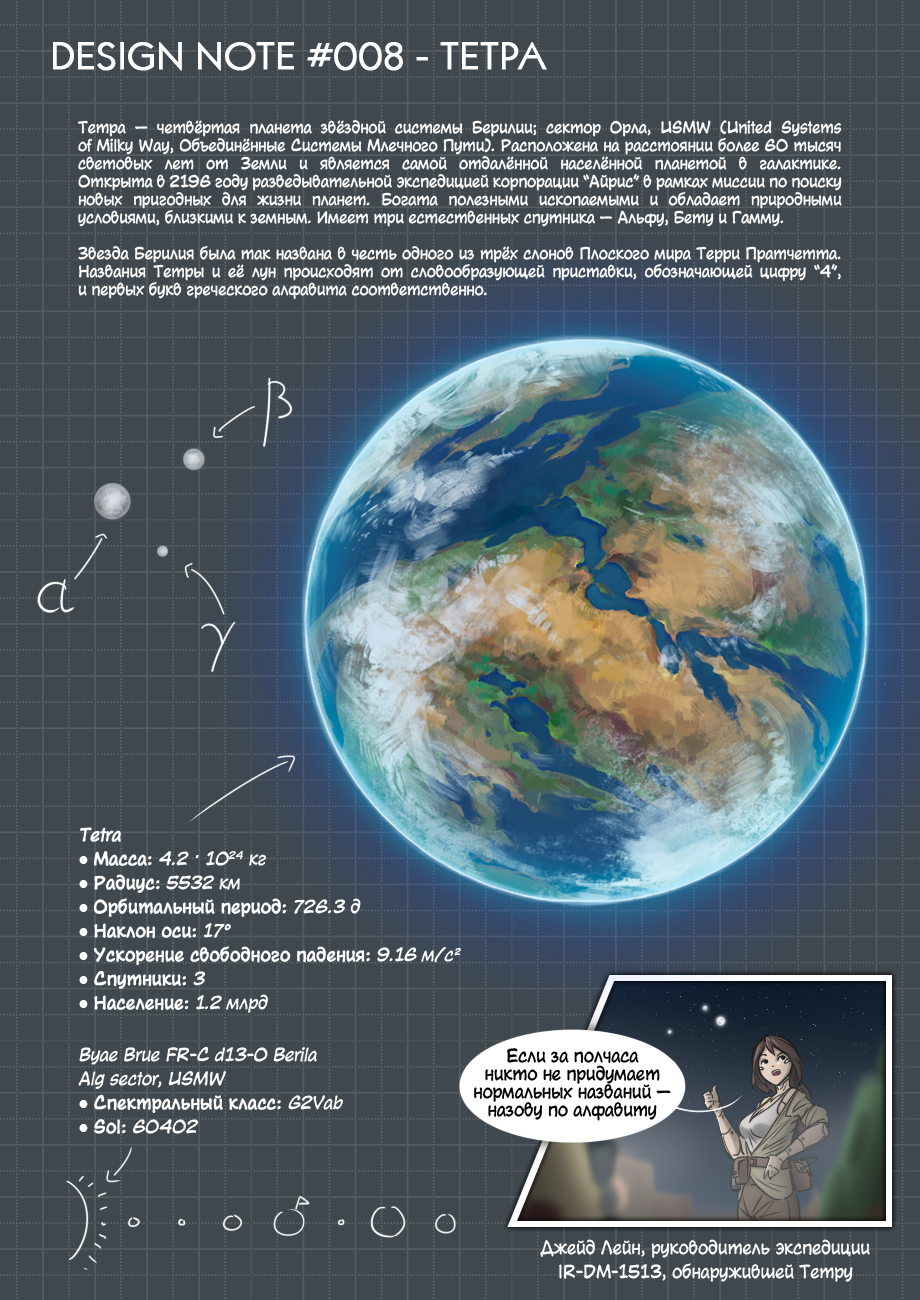 DESIGN NOTE #008 - ТЕТРА
Тетра — четвёртая планета звёздной системы Берилии; сектор Орла, USMW (United Systems
of Milky Way, Объединённые Системы Млечного Пути). Расположена на расстоянии более 60 тысяч
световых лет от Земли и является самой отдалённой населённой планетой в галактике.
Открыта в 2196 году разведывательной экспедицией корпорации “Айрис” в рамках миссии по поиску
новых пригодных для жизни планет. Богата полезными ископаемыми и обладает природными
условиями, близкими к земным. Имеет три естественных спутника — Альфу, Бету и Гамму.
Звезда Берилия была так названа в честь одного из трёх слонов Плоского мира Терри Пратчетта.
Названия Тетры и её лун происходят от словообразующей приставки, обозначающей цифру “4”,
и первых букв греческого алфавита соответственно.
β
α
γ
Tetra
• Масса: 4.2 · 10²⁴ кг
• Радиус: 5532 км
• Орбитальный период: 726.3 д
• Наклон оси: 17°
• Ускорение свободного падения: 9.16 м/с²
• Спутники: 3
• Население: 1.2 млрд
Byae Brue FR-C d13-0 Berila
Alg sector, USMW
• Спектральный класс: G2Vab
• Sol: 60402
Если за полчаса
никто не придумает
нормальных названий —
назову по алфавиту
Джейд Лейн, руководитель экспедиции
IR-DM-1513, обнаружившей Тетру